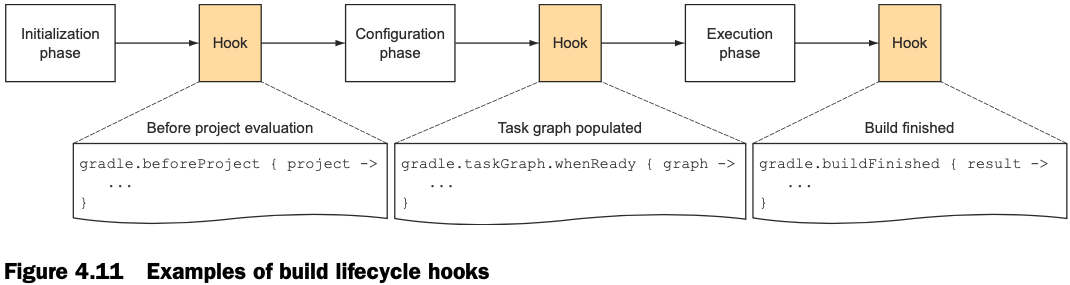 Initialization
phase
Hook
Configuration
phase
Hook
Execution
phase
Hook
Before project evaluation
gradle.beforeProject { project ->
...
}
Task graph populated
gradle.taskGraph.whenReady { graph ->
...
}
Build finished
gradle.buildFinished { result ->
...
}
Figure 4.11 Examples of build lifecycle hooks